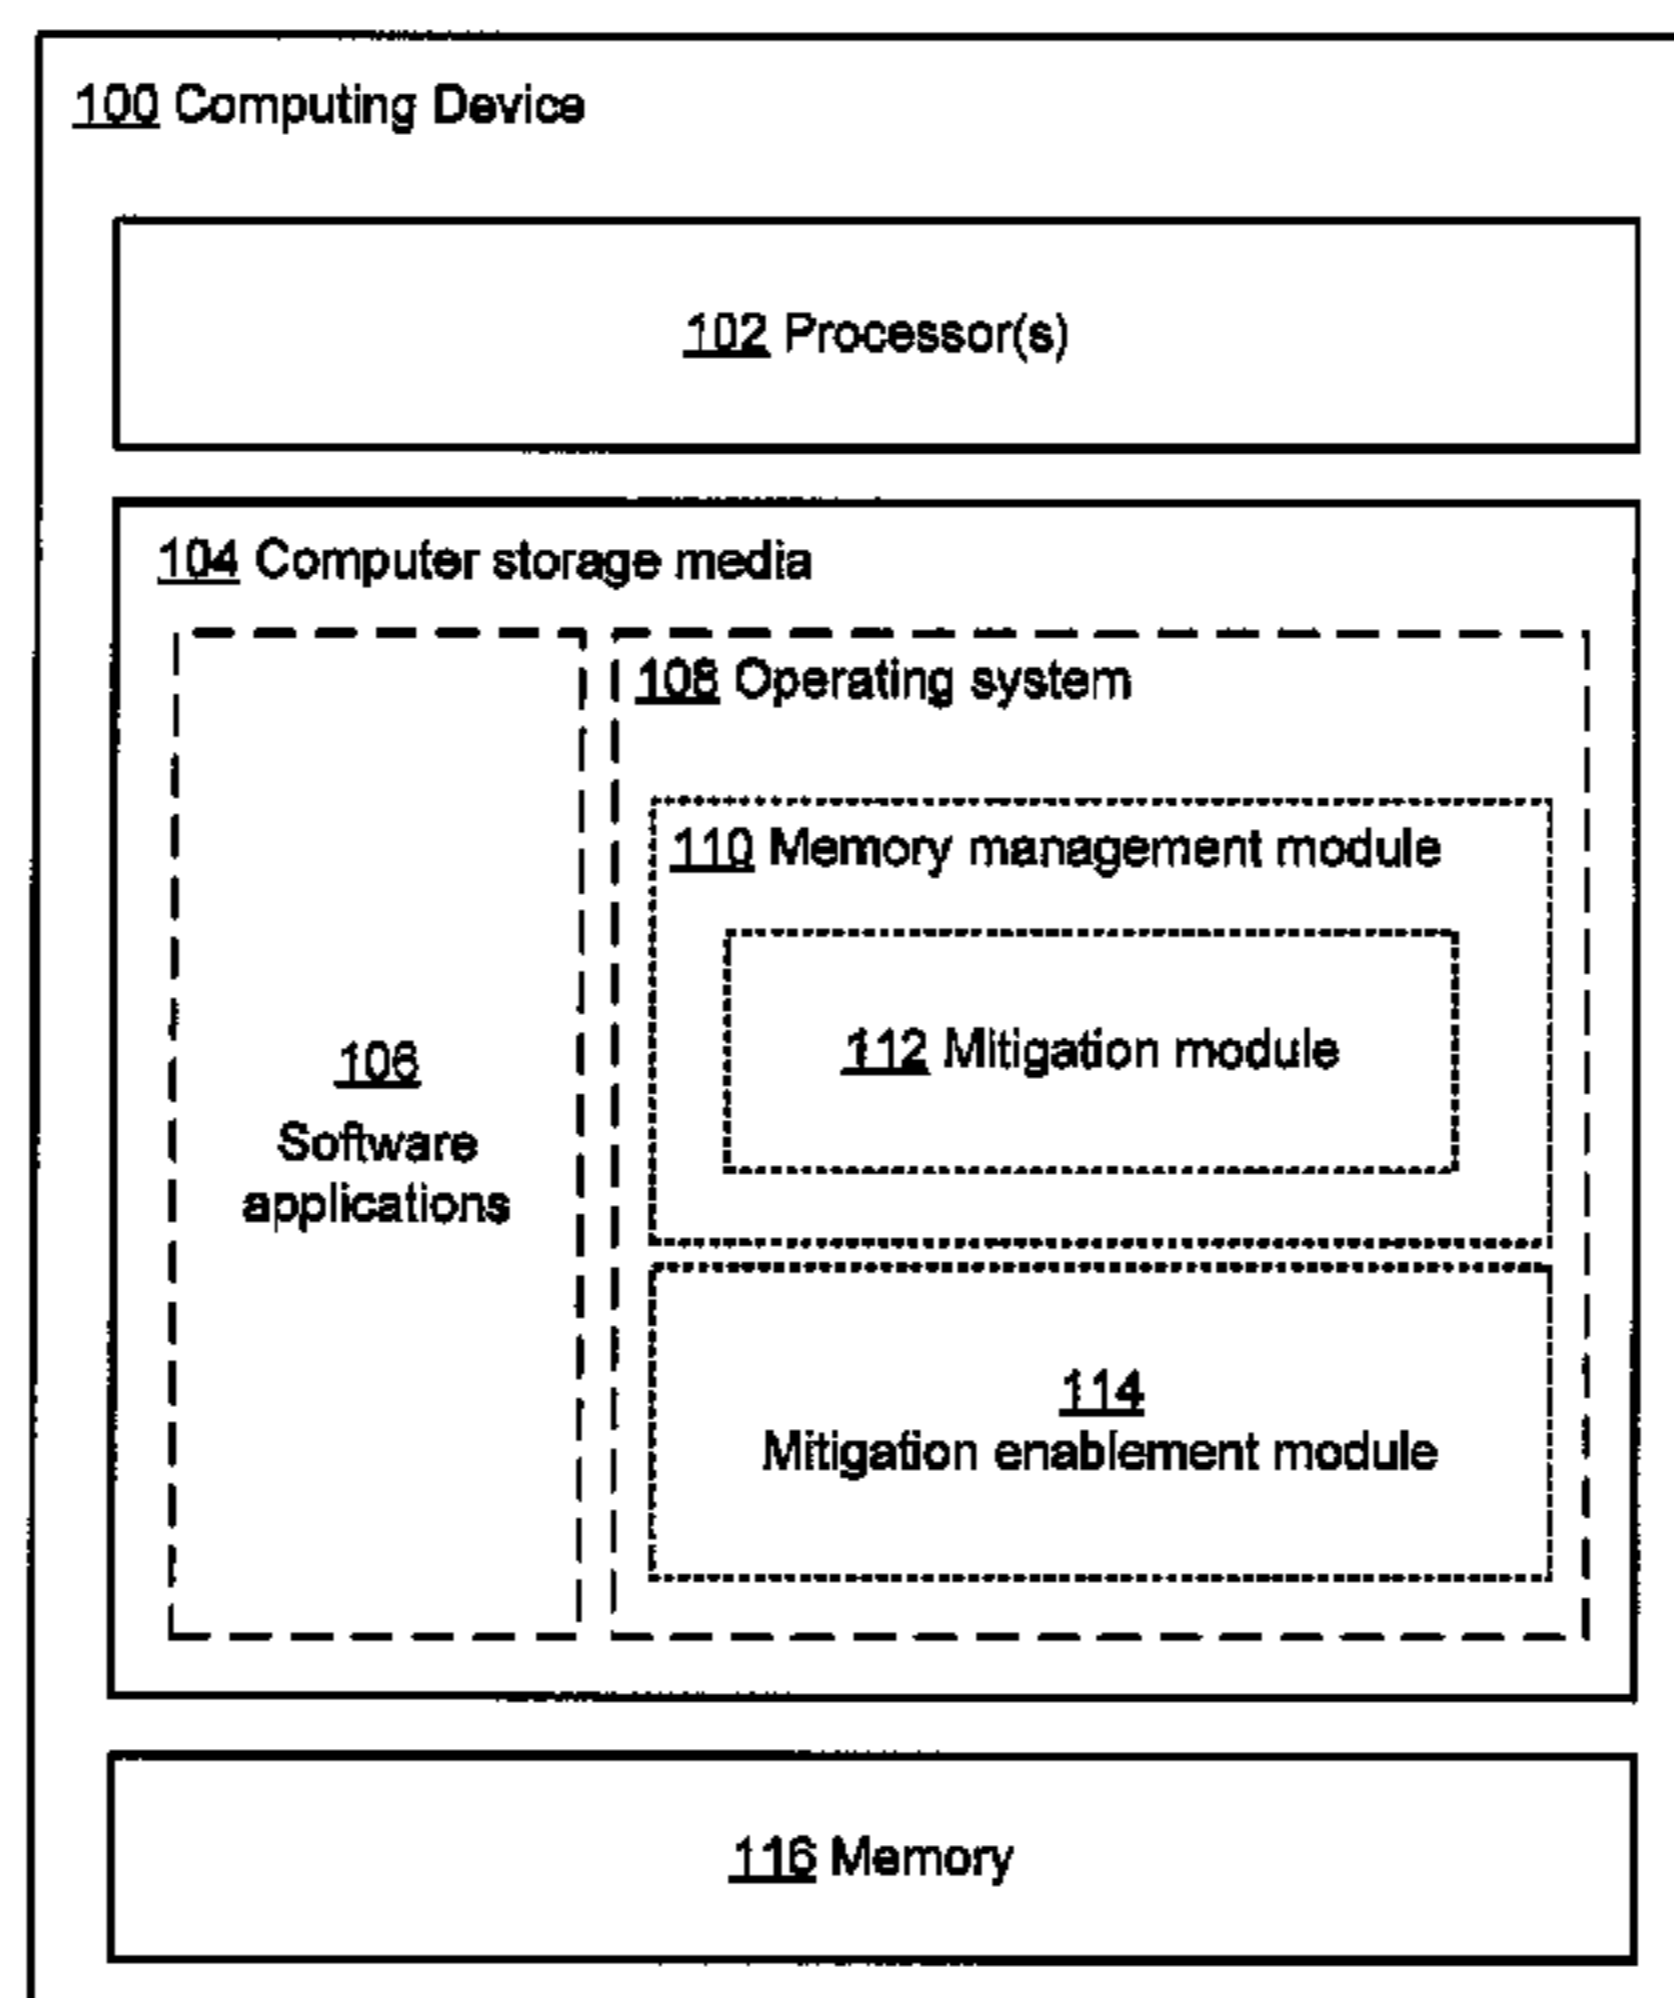 100 Computing Device
102 Processor(s)
104 Computer storage media
108 Operating system
110 Memory management module
112 Mitigation module
106
Software
applications
114
Mitigation enablement module
116 Memory